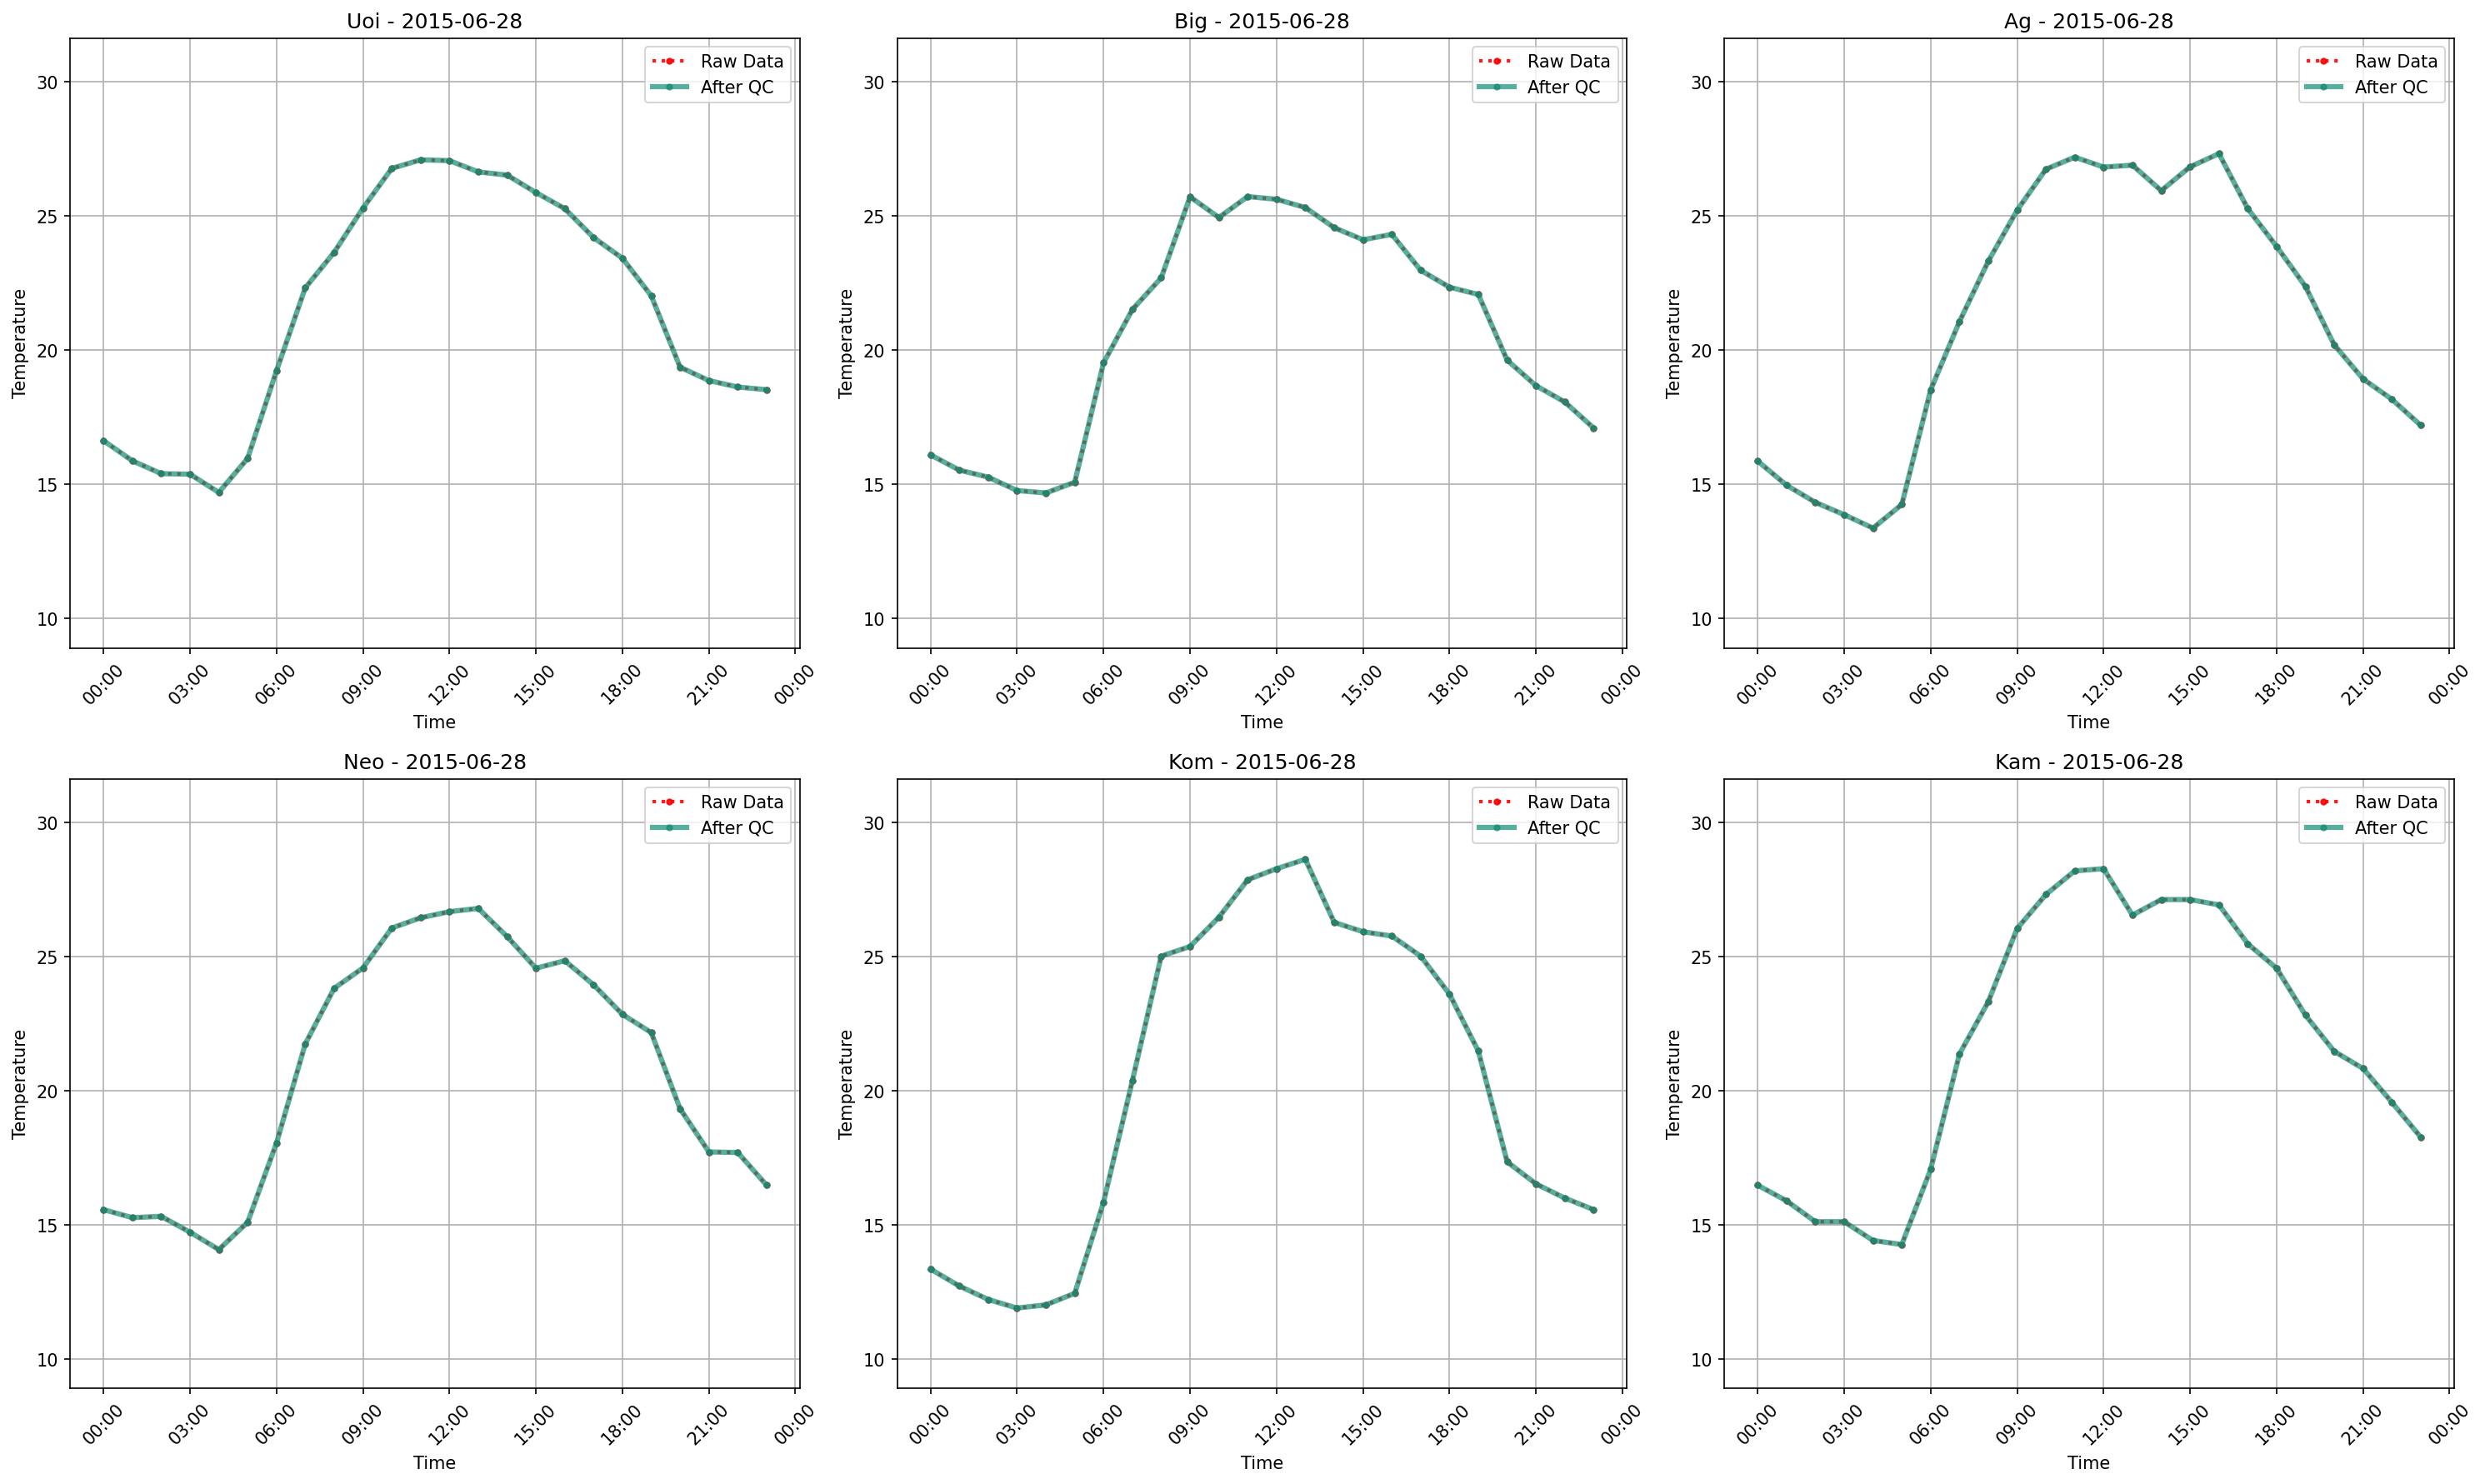 Uoi - 2015-06-28
Raw Data
After QC
Temperature
30
25
20
15
10
00:00
03:00
06:00
09:00
12:00
15:00
18:00
21:00
00:00
Time
Big - 2015-06-28
Raw Data
After QC
Temperature
30
25
20
15
10
00:00
03:00
06:00
09:00
12:00
15:00
18:00
21:00
00:00
Time
Ag - 2015-06-28
Raw Data
After QC
Temperature
30
25
20
15
10
00:00
03:00
06:00
09:00
12:00
15:00
18:00
21:00
00:00
Time
Neo - 2015-06-28
Raw Data
After QC
Temperature
30
25
20
15
10
00:00
03:00
06:00
09:00
12:00
15:00
18:00
21:00
00:00
Time
Kom - 2015-06-28
Raw Data
After QC
Temperature
30
25
20
15
10
00:00
03:00
06:00
09:00
12:00
15:00
18:00
21:00
00:00
Time
Kam - 2015-06-28
Raw Data
After QC
Temperature
30
25
20
15
10
00:00
03:00
06:00
09:00
12:00
15:00
18:00
21:00
00:00
Time